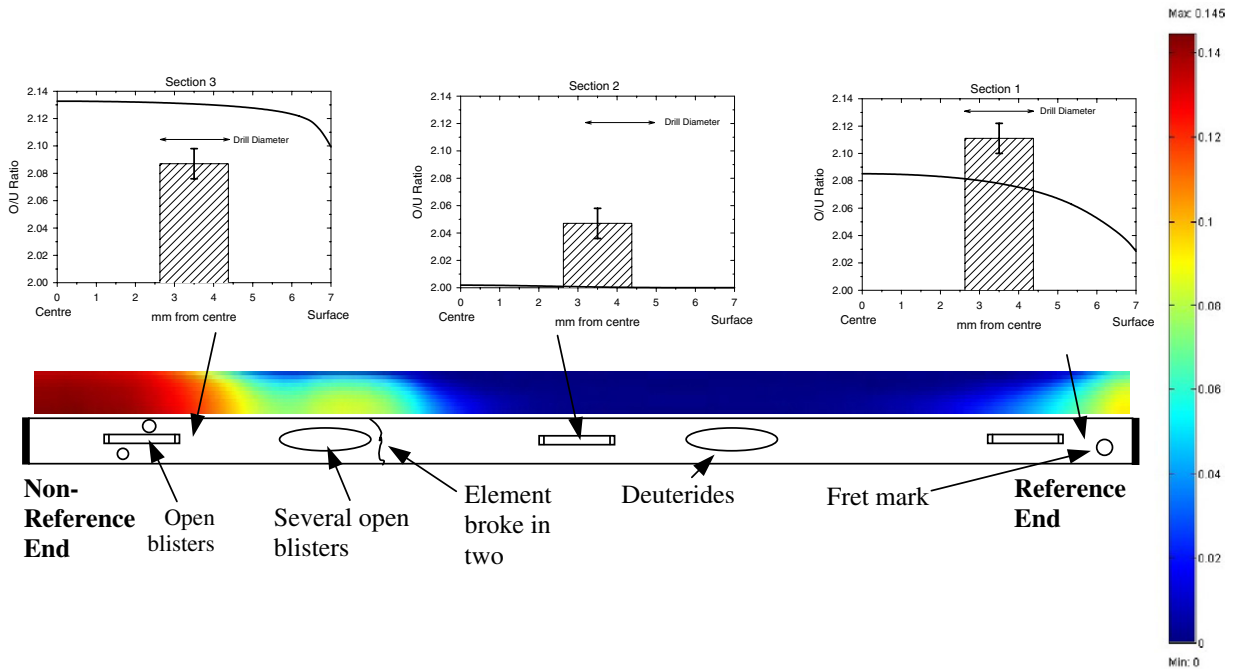 Max: 0.145
Section 3
2.14
2.12
2.10
2.08
2.06
2.04
2.02
2.00
O/U Ratio
Drill Diameter
0 1 2 3 4 5 6 7
Centre mm from centre Surface
Section 2
2.14
2.12
2.10
2.08
2.06
2.04
2.02
2.00
O/U Ratio
Drill Diameter
0 1 2 3 4 5 6 7
Centre mm from centre Surface
Section 1
2.14
2.12
2.10
2.08
2.06
2.04
2.02
2.00
O/U Ratio
Drill Diameter
0 1 2 3 4 5 6 7
Centre mm from centre Surface
0.14
0.12
0.1
0.08
0.06
0.04
0.02
0
Min: 0
Non-
Reference
End
Open
blisters
Several open
blisters
Element
broke in
two
Deuterides
Fret mark
Reference
End